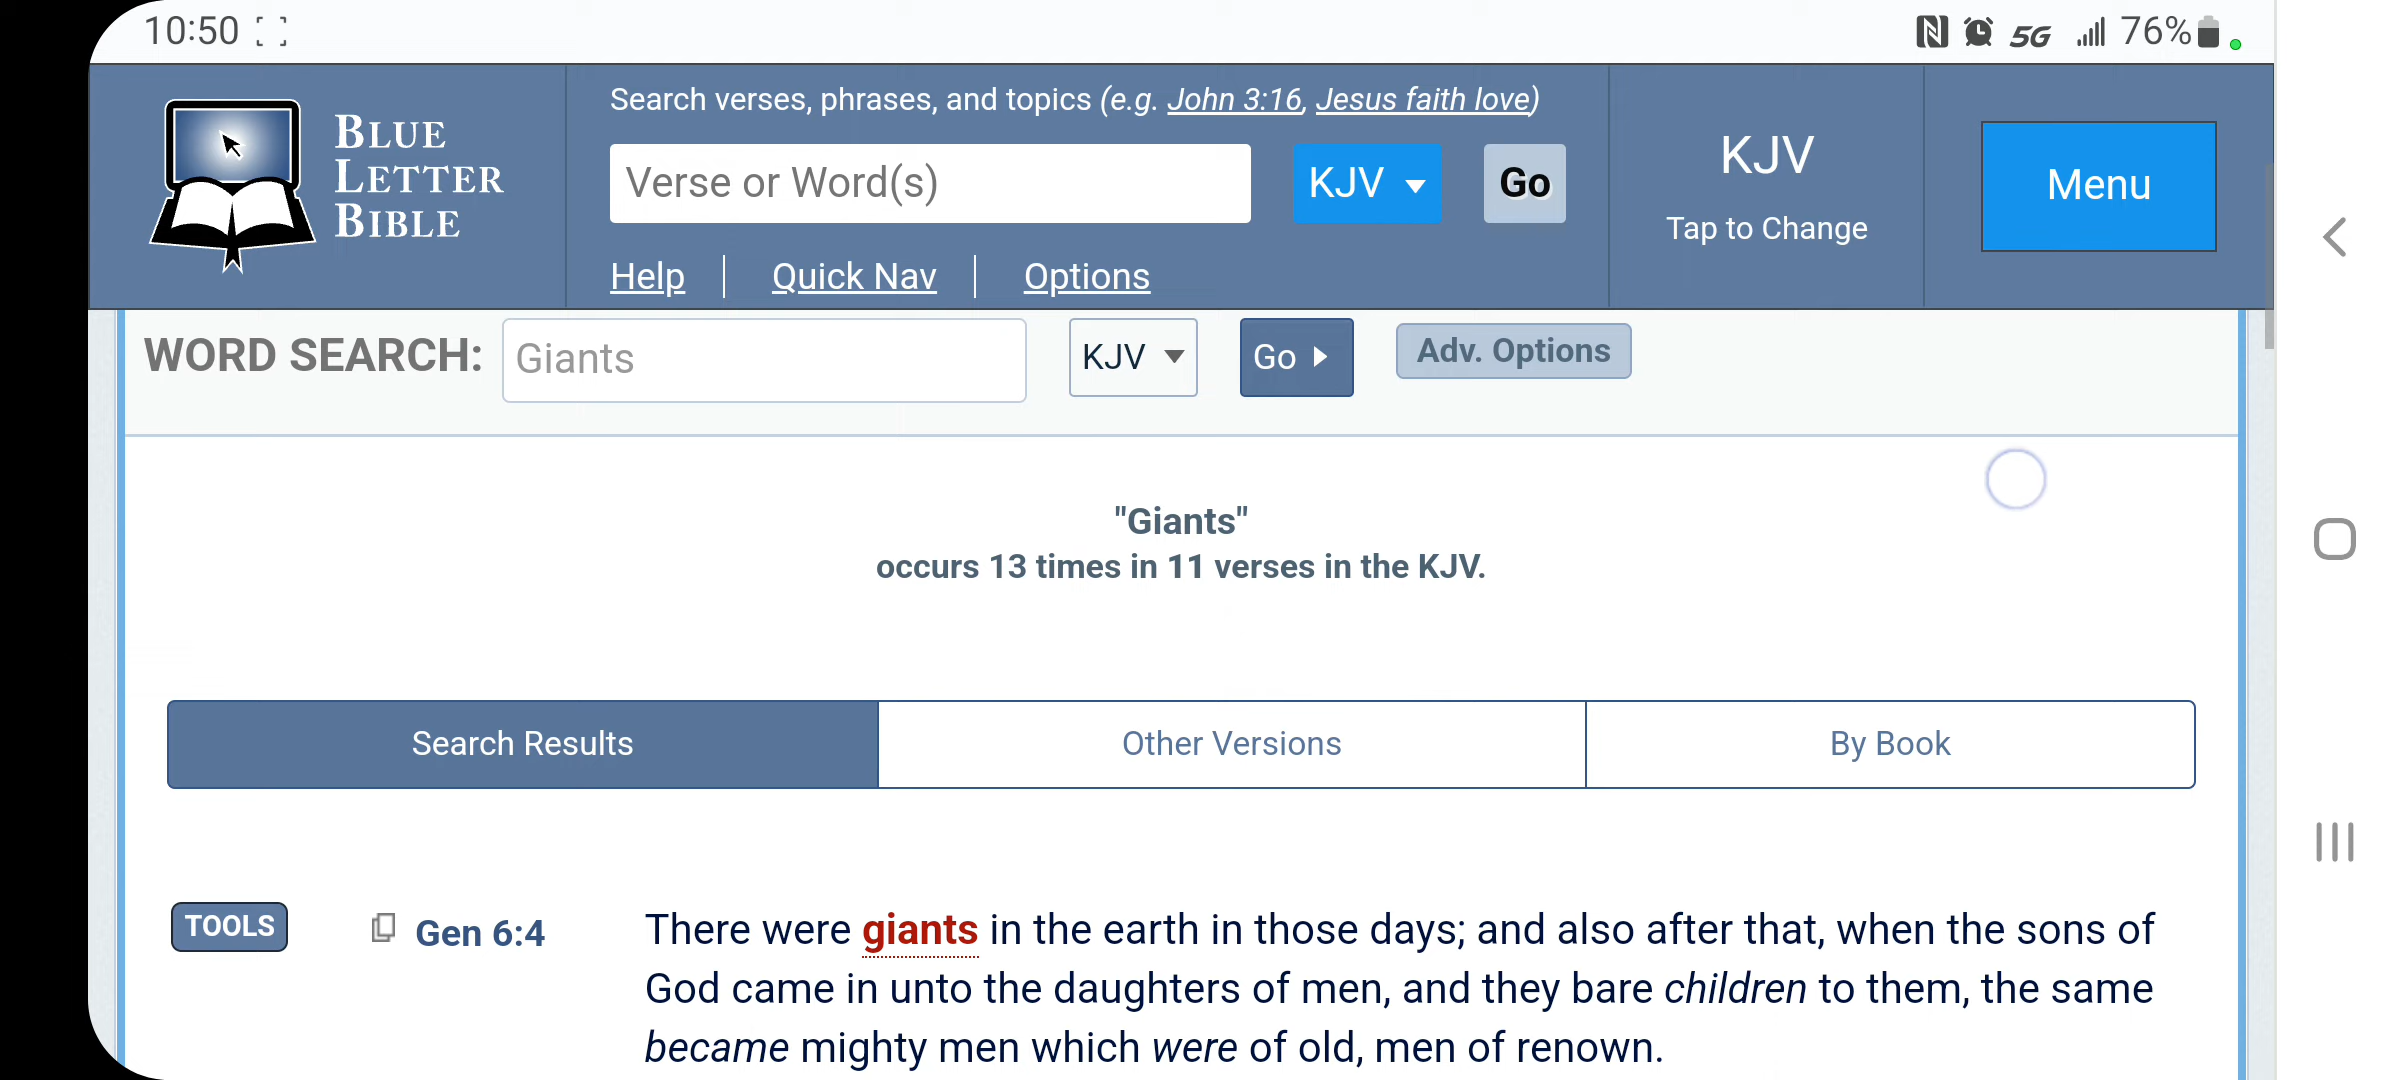 10:50 5G 76%
Search verses, phrases, and topics (e.g. John 3:16, Jesus faith love)
BLUE
LETTER
BIBLE
Verse or Word(s) KJV Go
KJV
Tap to Change
Menu
Help Quick Nav Options
WORD SEARCH: Giants KJV Go Adv. Options
"Giants"
occurs 13 times in 11 verses in the KJV.
Search Results Other Versions By Book
TOOLS Gen 6:4 There were giants in the earth in those days; and also after that, when the sons of
God came in unto the daughters of men, and they bare children to them, the same
became mighty men which were of old, men of renown.